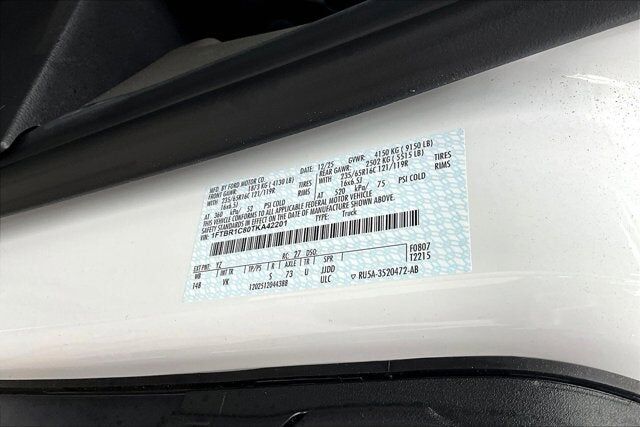 MFD. BY FORD MOTOR CO. DATE: 12/25 GVWR: 4150 KG ( 9150 LB)
FRONT GAWR: 1873 KG ( 4130 LB) REAR GAWR: 2502 KG ( 5515 LB)
WITH 235/65R16C 121/119R TIRES WITH 235/65R16C 121/119R TIRES
16x6.5J RIMS 16x6.5J RIMS
AT 360 kPa/ 52 PSI COLD AT 520 kPa/ 75 PSI COLD
THIS VEHICLE CONFORMS TO ALL APPLICABLE FEDERAL MOTOR VEHICLE
SAFETY STANDARDS IN EFFECT ON THE DATE OF MANUFACTURE SHOWN ABOVE.
VIN: 1FTBR1C80TKA42201 TYPE: Truck
EXT PNT: YZ RC: 27 DSO: F0807
WB INT TR TP/PS R AXLE TR SPR T2215
148 VK S 73 U JJDD
1202512044388 ULC RU5A-3520472-AB